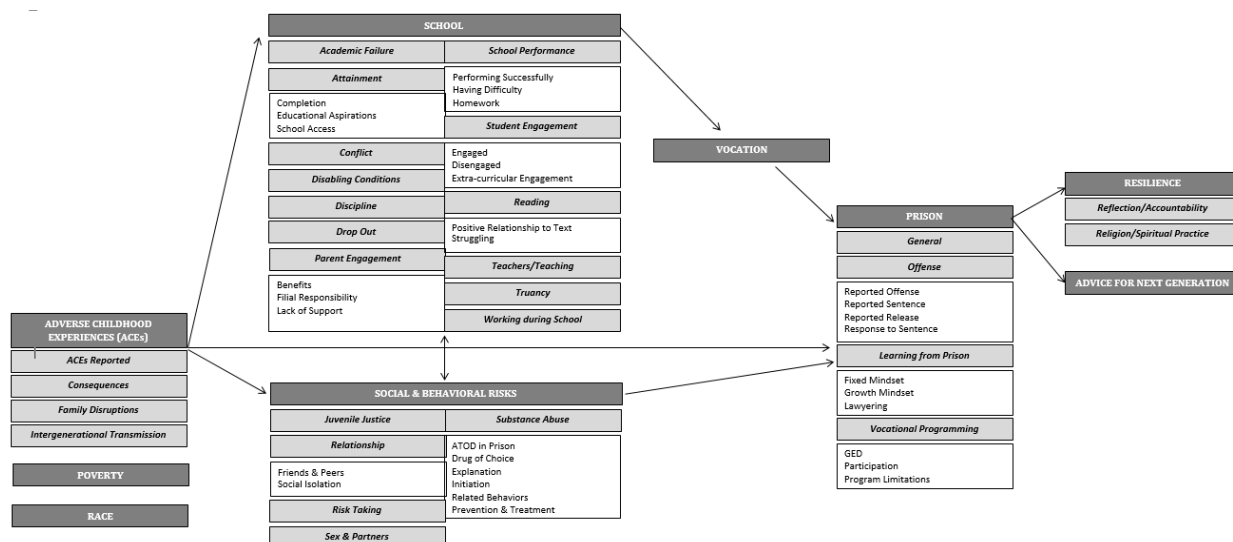 SCHOOL
Academic Failure
Attainment
Completion
Educational Aspirations
School Access
Conflict
Disabling Conditions
Discipline
Drop Out
Parent Engagement
Benefits
Filial Responsibility
Lack of Support
School Performance
Performing Successfully
Having Difficulty
Homework
Student Engagement
Engaged
Disengaged
Extra-curricular Engagement
Reading
Positive Relationship to Text
Struggling
Teachers/Teaching
Truancy
Working during School
ADVERSE CHILDHOOD
EXPERIENCES (ACEs)
ACEs Reported
Consequences
Family Disruptions
Intergenerational Transmission
POVERTY
RACE
SOCIAL & BEHAVIORAL RISKS
Juvenile Justice
Relationship
Friends & Peers
Social Isolation
Risk Taking
Sex & Partners
Substance Abuse
ATOD in Prison
Drug of Choice
Explanation
Initiation
Related Behaviors
Prevention & Treatment
VOCATION
PRISON
General
Offense
Reported Offense
Reported Sentence
Reported Release
Response to Sentence
Learning from Prison
Fixed Mindset
Growth Mindset
Lawyering
Vocational Programming
GED
Participation
Program Limitations
RESILIENCE
Reflection/Accountability
Religion/Spiritual Practice
ADVICE FOR NEXT GENERATION